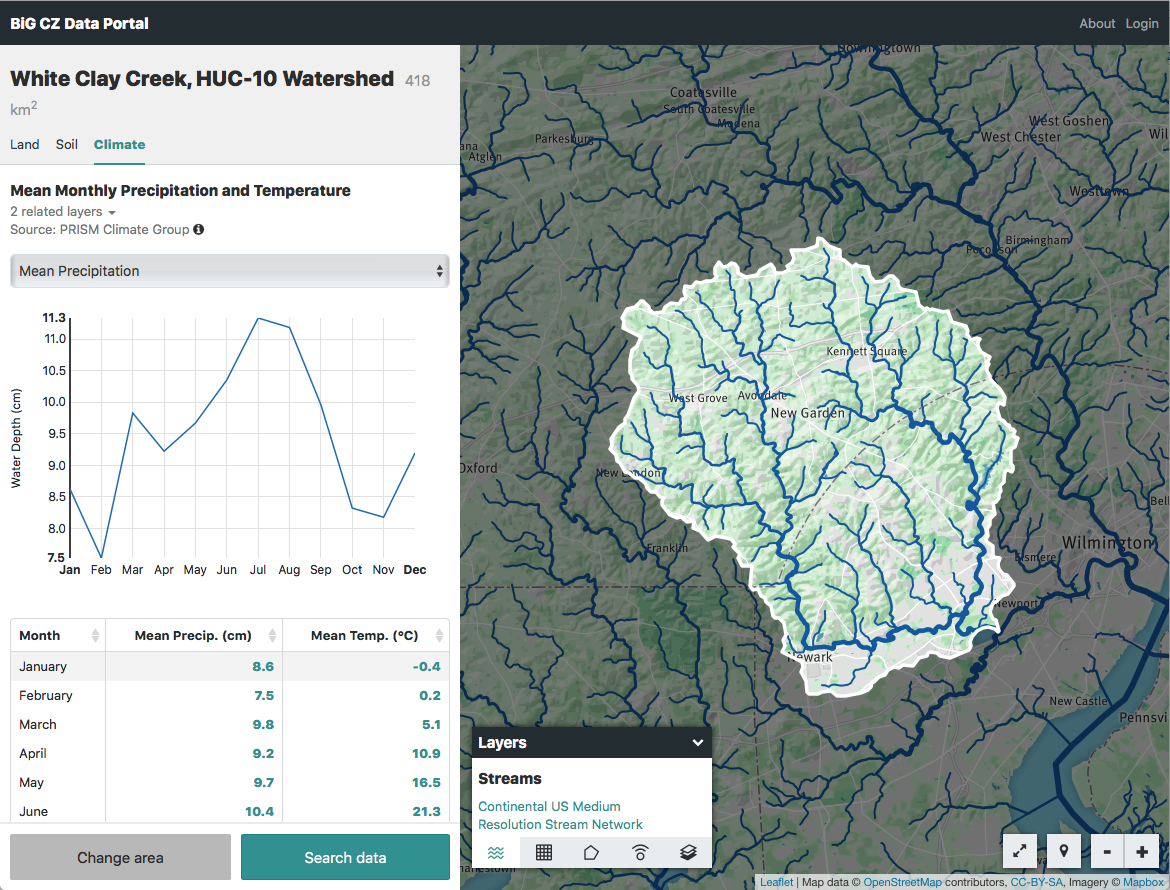 BiG CZ Data Portal
About Login
White Clay Creek, HUC-10 Watershed 418
km2
Land Soil Climate
Mean Monthly Precipitation and Temperature
2 related layers
Source: PRISM Climate Group
Mean Precipitation
11.3
11.0
10.5
10.0
9.5
9.0
8.5
8.0
7.5
Water Depth (cm)
Jan Feb Mar Apr May Jun Jul Aug Sep Oct Nov Dec
Month Mean Precip. (cm) Mean Temp. (°C)
January 8.6 -0.4
February 7.5 0.2
March 9.8 5.1
April 9.2 10.9
May 9.7 16.5
June 10.4 21.3
Change area Search data
Downingtown
Coatesville
South Coatesville
Modena
Parkesburg
Atglen
West Goshen
West Chester
Wil
Westtown
Birmingham
Pocopson
Kennett Square
West Grove Avondale
New Garden
Oxford
New London
Franklin
Bel
Wilmington
Elsmere
Newport
Newark
New Castle
Pennsvi
Layers
Streams
Continental US Medium
Resolution Stream Network
- +
Leaflet | Map data © OpenStreetMap contributors, CC-BY-SA, Imagery © Mapbox